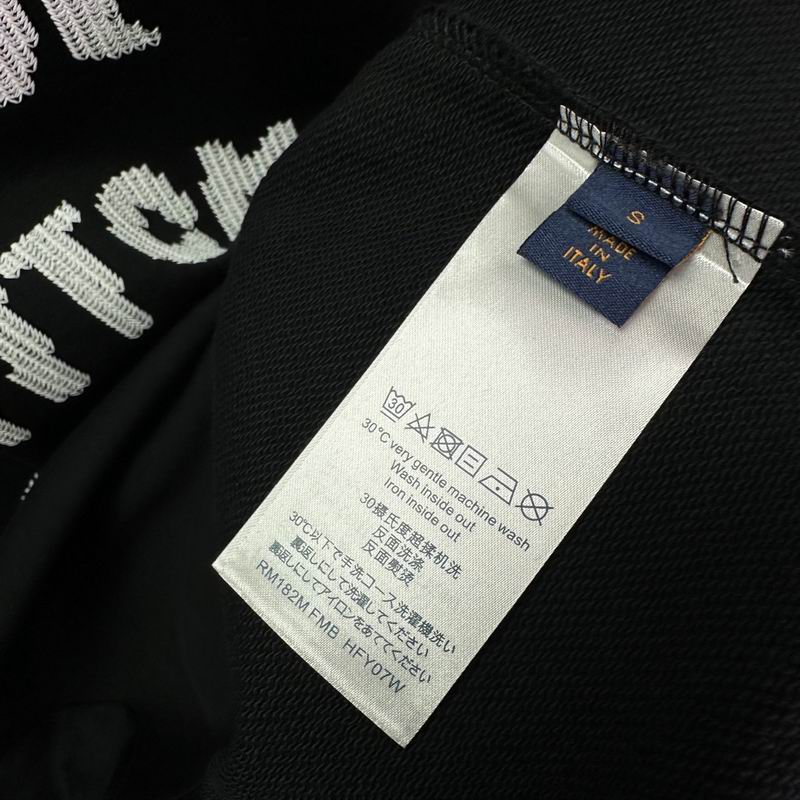 S
MADE
IN
ITALY
30
30°C very gentle machine wash
Wash inside out
Iron inside out
30摄氏度超揉机洗
反面洗涤
反面熨烫
30℃以下で手洗コース洗濯機洗い
裏返しにして洗濯してください
裏返しにしてアイロンをあててください
RM182M FMB HFY07W